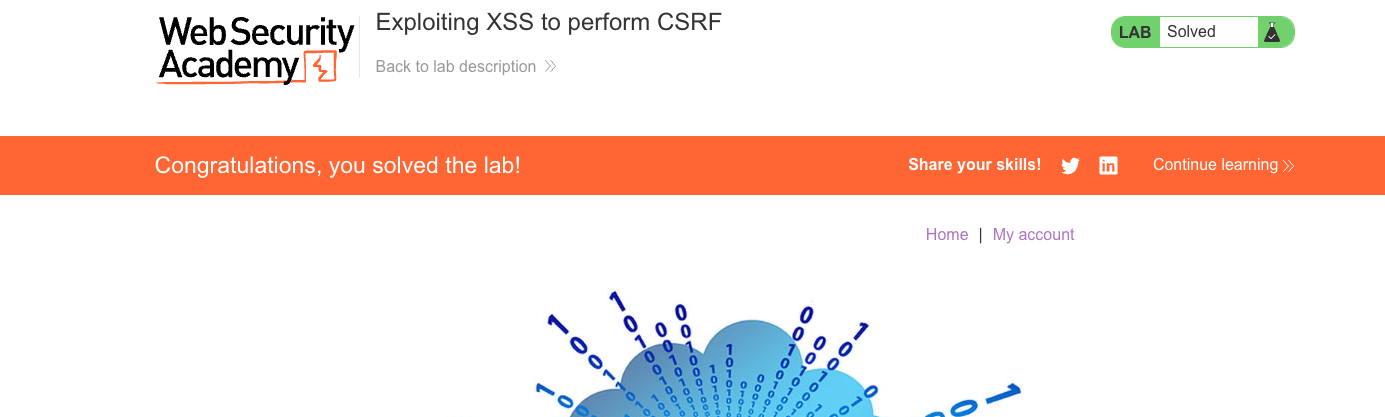 Web Security
Academy
Exploiting XSS to perform CSRF
Back to lab description
LAB Solved
Congratulations, you solved the lab!
Share your skills!
Continue learning
Home | My account